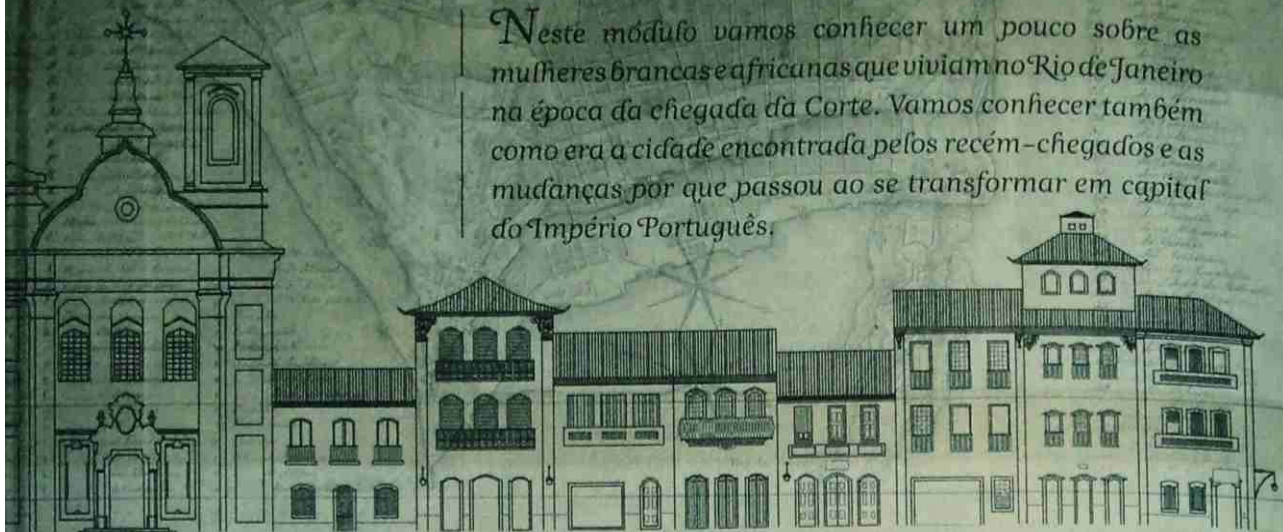 Neste módulo vamos conhecer um pouco sobre as
mulheres brancas e africanas que viviam no Rio de Janeiro
na época da chegada da Corte. Vamos conhecer também
como era a cidade encontrada pelos recém-chegados e as
mudanças por que passou ao se transformar em capital
do Império Português.